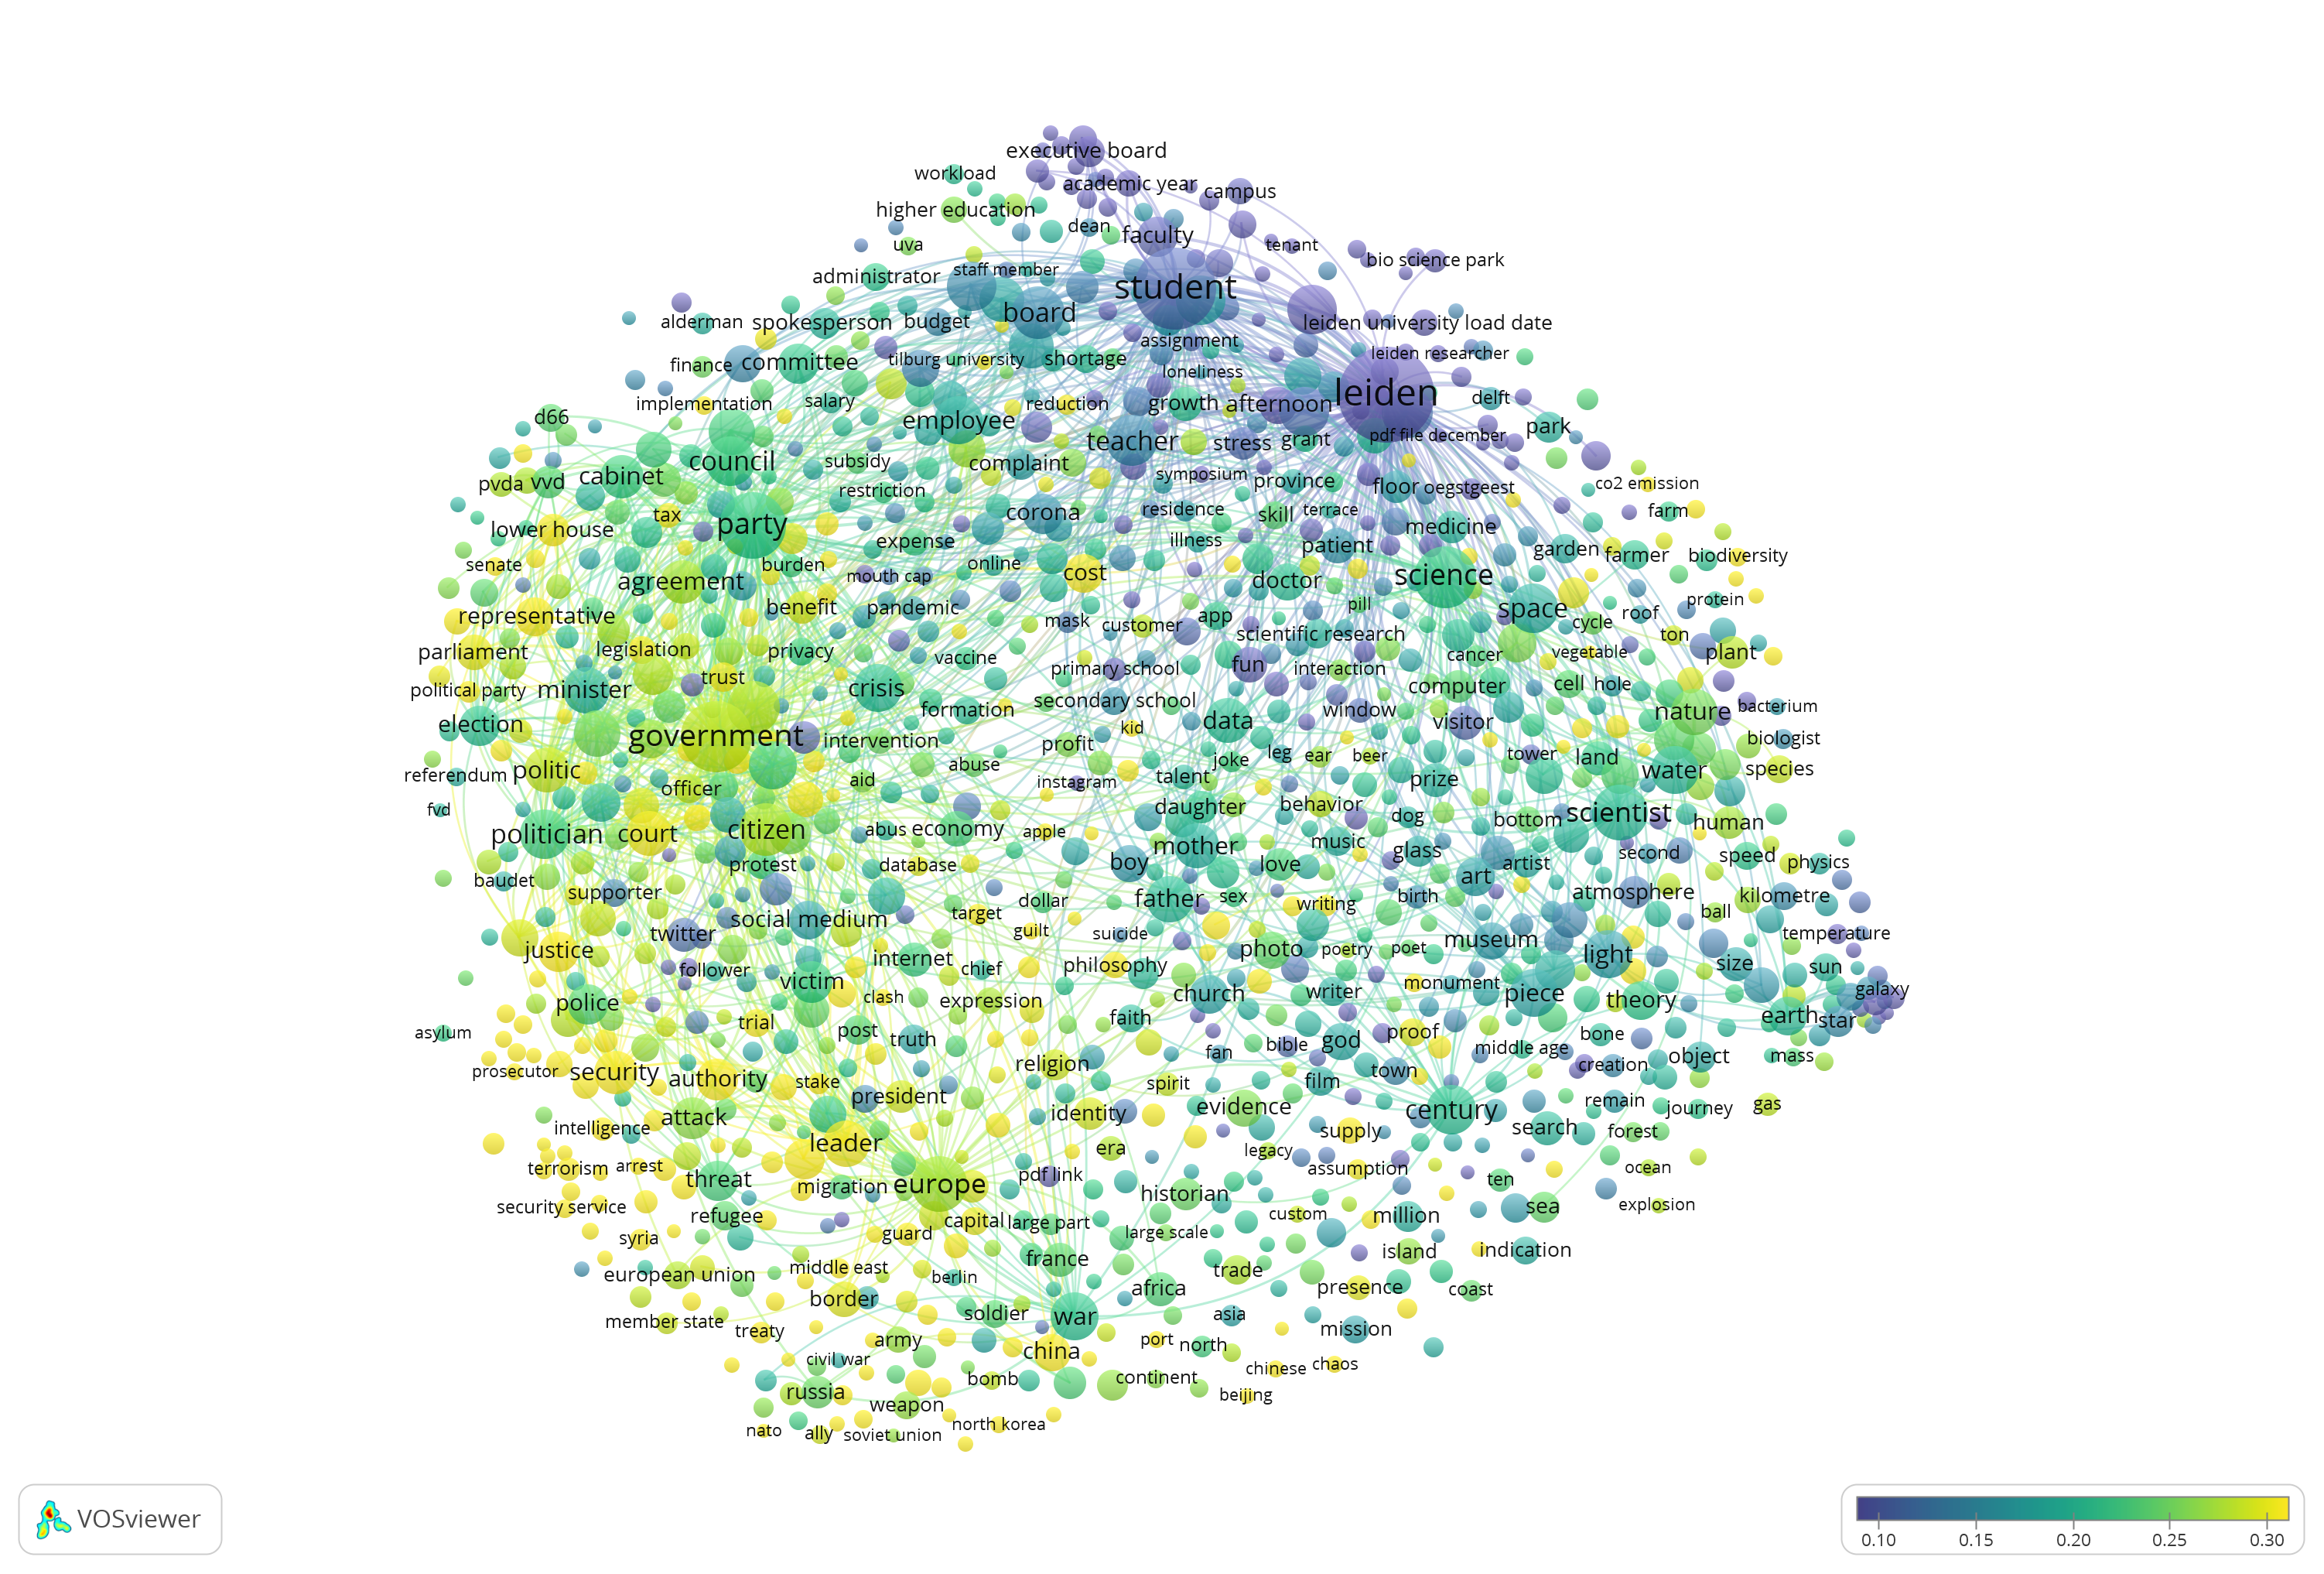 executive board
workload
academic year
campus
higher education
dean
faculty
uva
tenant
bio science park
administrator
staff member
student
board
alderman
spokesperson
budget
leiden university load date
assignment
finance
committee
tilburg university
shortage
leiden researcher
loneliness
leiden
implementation
salary
reduction
growth
afternoon
delft
d66
employee
teacher
stress
grant
pdf file december
park
council
subsidy
complaint
symposium
province
pvda
vvd
cabinet
restriction
floor
oegstgeest
co2 emission
tax
corona
residence
skill
terrace
farm
lower house
party
expense
illness
patient
medicine
garden
farmer
biodiversity
senate
burden
mouth cap
online
cost
doctor
science
agreement
benefit
pandemic
pill
space
protein
representative
mask
customer
app
cycle
roof
legislation
privacy
vaccine
scientific research
cancer
vegetable
ton
plant
parliament
trust
primary school
fun
interaction
political party
minister
crisis
secondary school
computer
cell
hole
election
formation
data
window
visitor
nature
bacterium
government
intervention
profit
kid
biologist
referendum
politic
officer
aid
abuse
instagram
talent
joke
leg
ear
beer
prize
tower
land
water
species
fvd
politician
court
citizen
abus
economy
apple
daughter
behavior
dog
bottom
scientist
human
protest
database
boy
mother
love
music
glass
artist
second
speed
physics
baudet
supporter
dollar
father
sex
writing
birth
art
atmosphere
ball
kilometre
twitter
social medium
target
guilt
suicide
photo
poetry
poet
museum
light
temperature
justice
follower
internet
chief
philosophy
size
sun
police
victim
clash
expression
church
writer
monument
piece
theory
galaxy
asylum
trial
post
truth
faith
fan
bible
god
proof
middle age
bone
earth
star
prosecutor
security
authority
stake
religion
spirit
film
town
creation
object
mass
attack
president
identity
evidence
century
remain
journey
gas
intelligence
leader
era
legacy
supply
search
forest
terrorism
arrest
threat
migration
europe
pdf link
assumption
ten
ocean
security service
refugee
guard
capital
large part
historian
large scale
custom
million
sea
explosion
syria
european union
middle east
berlin
france
trade
island
indication
border
africa
presence
coast
member state
treaty
soldier
war
asia
mission
army
port
north
civil war
china
chinese
chaos
russia
bomb
continent
beijing
weapon
nato
ally
soviet union
north korea
VOSviewer
0.10 0.15 0.20 0.25 0.30